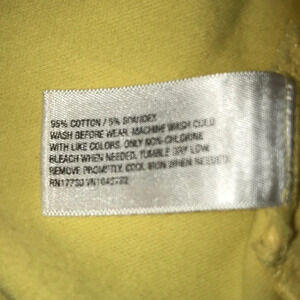 95% COTTON / 5% SPANDEX
WASH BEFORE WEAR. MACHINE WASH COLD
WITH LIKE COLORS. ONLY NON-CHLORINE
BLEACH WHEN NEEDED. TUMBLE DRY LOW.
REMOVE PROMPTLY. COOL IRON WHEN NEEDED.